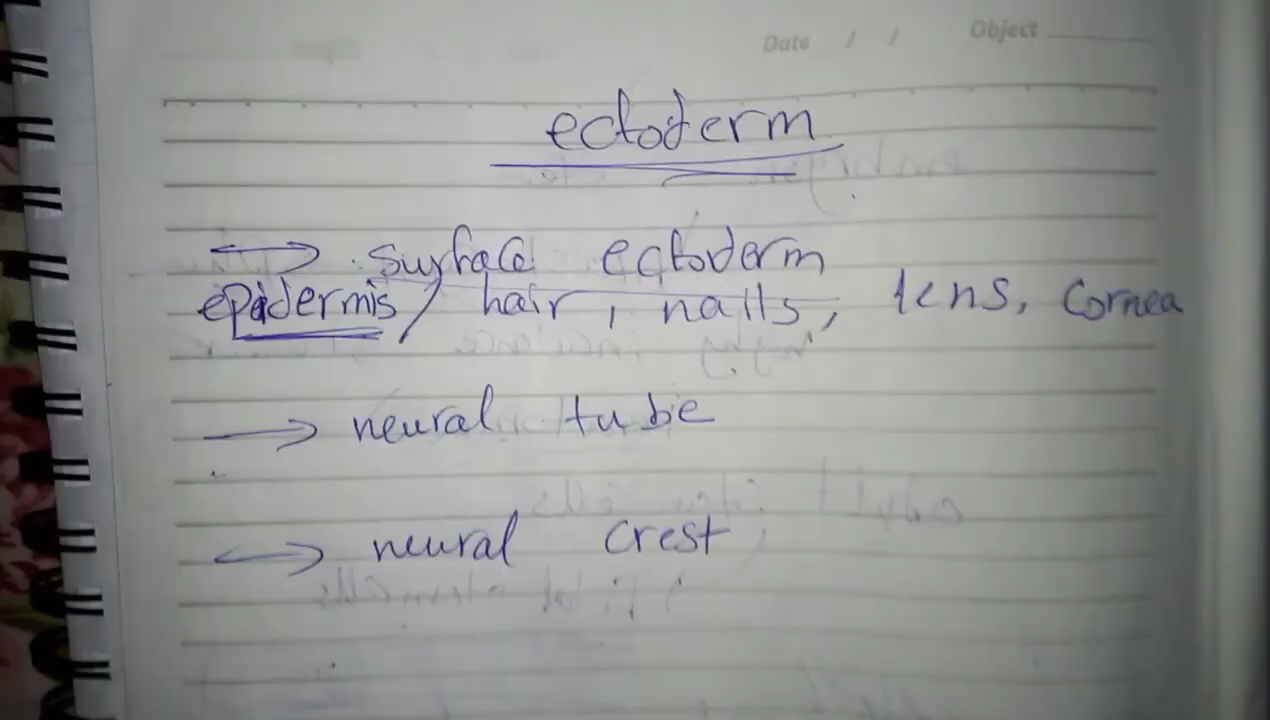 Date / / Object
ectoderm
surface ectoderm
epidermis, hair, nails, lens, cornea
→ neural tube
neural crest